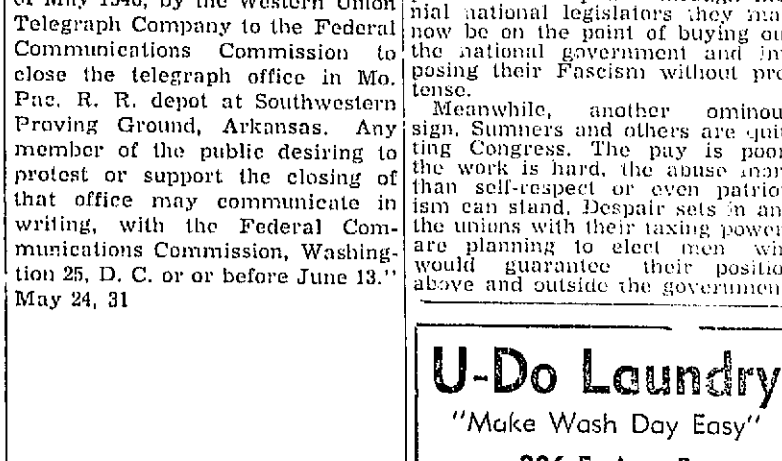 of May 1946, by the Western Union
Telegraph Company to the Federal
Communications Commission to
close the telegraph office in Mo.
Pac. R. R. depot at Southwestern
Proving Ground, Arkansas. Any
member of the public desiring to
protest or support the closing of
that office may communicate in
writing, with the Federal Com-
munications Commission, Washing-
tion 25, D. C. or or before June 13."
May 24, 31
nial national legislators they mu
now be on the point of buying ou
the national government and im
posing their Fascism without pre
tense.
Meanwhile, another ominou
sign, Sumners and others are quit
ting Congress. The pay is poor
the work is hard, the abuse mor
than self-respect or even patriot
ism can stand. Despair sets in an
the unions with their taxing power
are planning to elect men wh
would guarantee their positio
above and outside the governmen
U-Do Laundry
"Make Wash Day Easy"